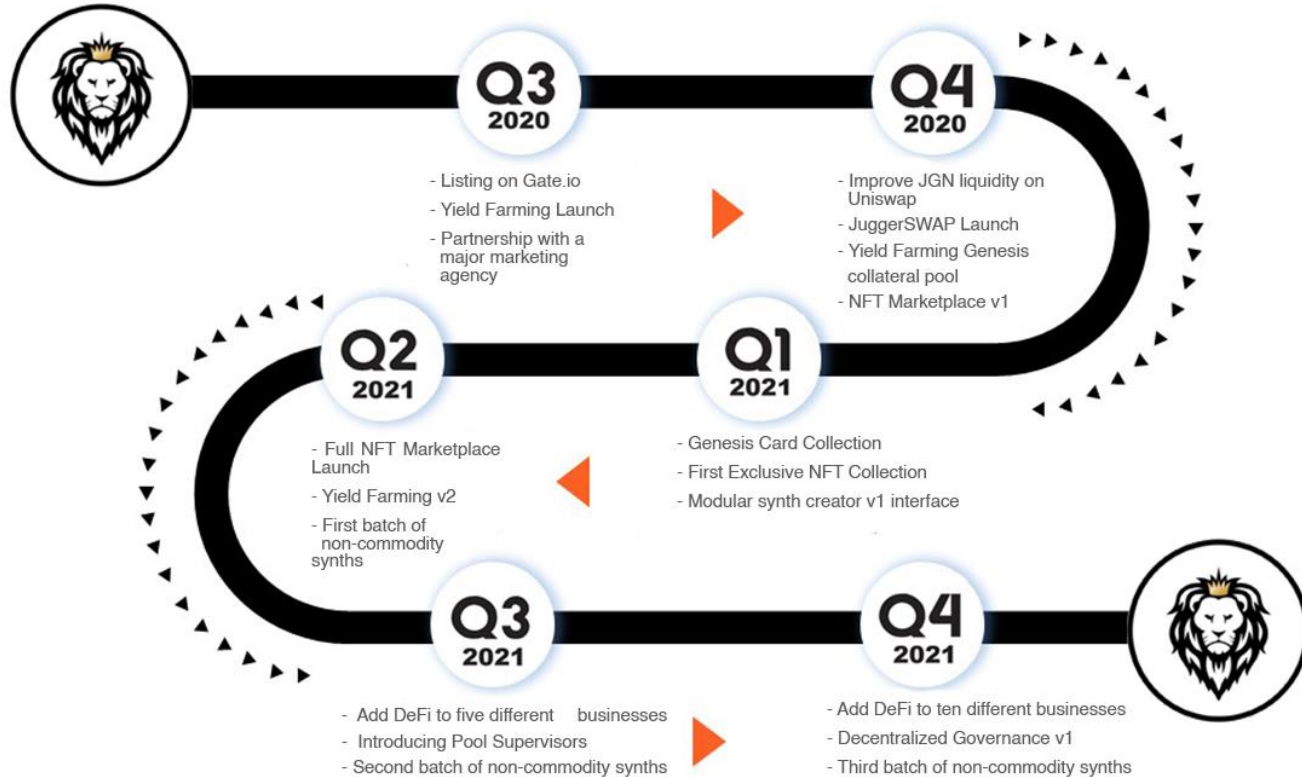 Q3
2020
- Listing on Gate.io
- Yield Farming Launch
- Partnership with a
major marketing
agency
Q4
2020
- Improve JGN liquidity on
Uniswap
- JuggerSWAP Launch
- Yield Farming Genesis
collateral pool
- NFT Marketplace v1
Q1
2021
- Genesis Card Collection
- First Exclusive NFT Collection
- Modular synth creator v1 interface
Q2
2021
- Full NFT Marketplace
Launch
- Yield Farming v2
- First batch of
non-commodity
synths
Q3
2021
- Add DeFi to five different businesses
- Introducing Pool Supervisors
- Second batch of non-commodity synths
Q4
2021
- Add DeFi to ten different businesses
- Decentralized Governance v1
- Third batch of non-commodity synths